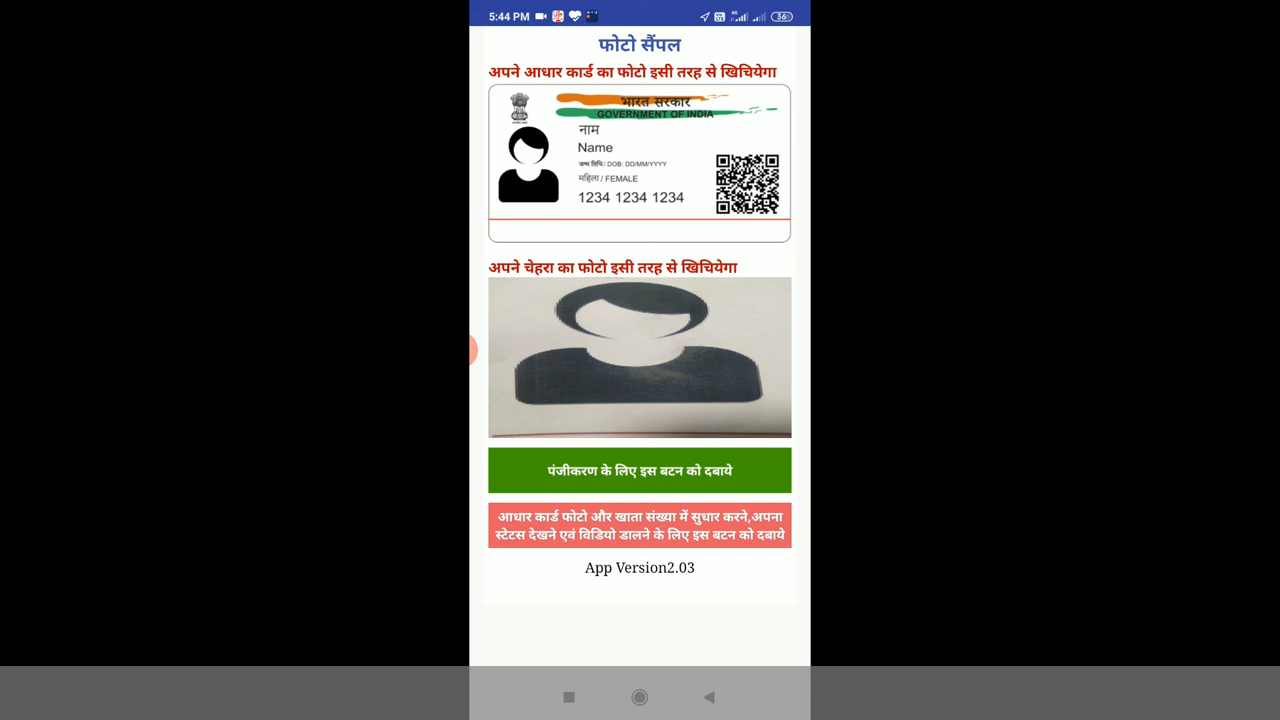 5:44 PM
36
फोटो सैंपल
अपने आधार कार्ड का फोटो इसी तरह से खिचियेगा
भारत सरकार
GOVERNMENT OF INDIA
नाम
Name
जन्म तिथि / DOB: DD/MM/YYYY
महिला / FEMALE
1234 1234 1234
अपने चेहरा का फोटो इसी तरह से खिचियेगा
पंजीकरण के लिए इस बटन को दबाये
आधार कार्ड फोटो और खाता संख्या में सुधार करने,अपना
स्टेटस देखने एवं विडियो डालने के लिए इस बटन को दबाये
App Version2.03